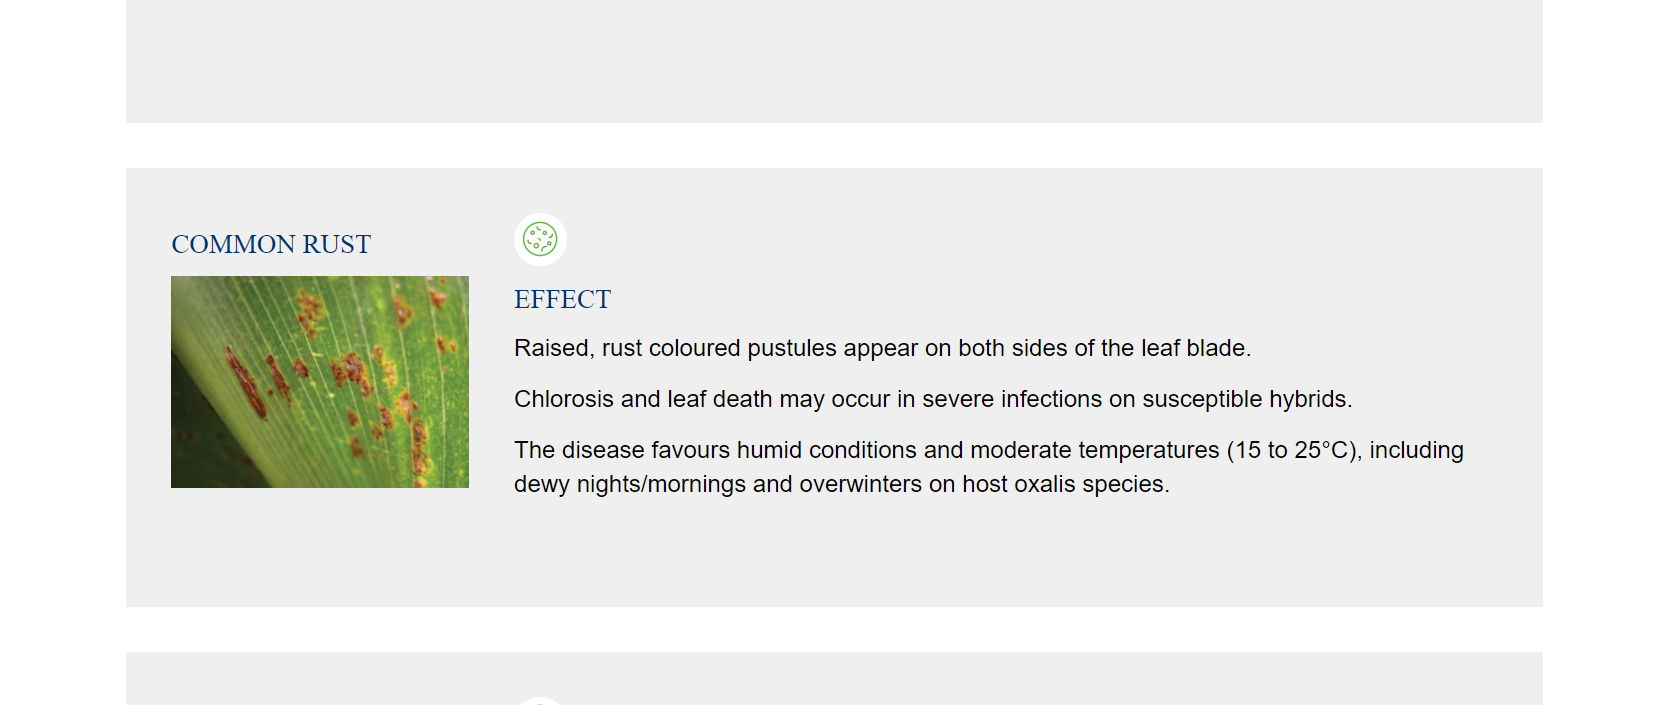 COMMON RUST
EFFECT
Raised, rust coloured pustules appear on both sides of the leaf blade.
Chlorosis and leaf death may occur in severe infections on susceptible hybrids.
The disease favours humid conditions and moderate temperatures (15 to 25°C), including
dewy nights/mornings and overwinters on host oxalis species.